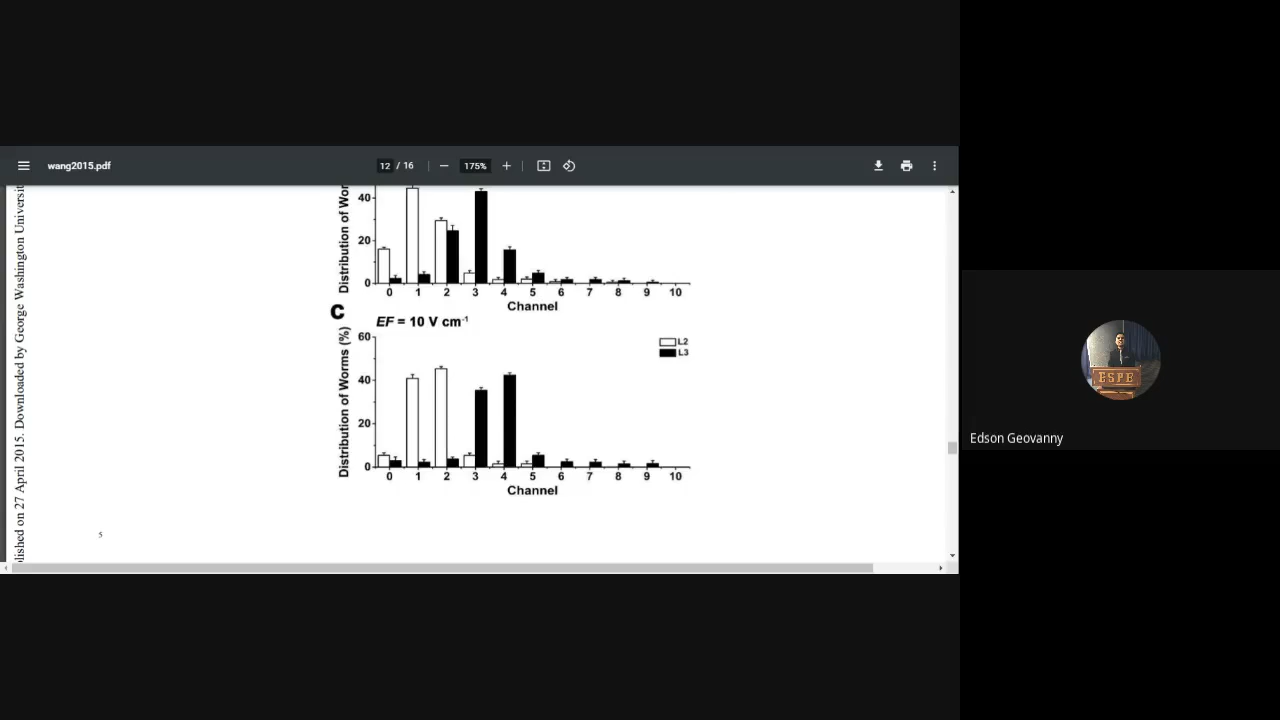 wang2015.pdf
12 / 16
175%
lished on 27 April 2015. Downloaded by George Washington Universit
Distribution of Wor
40
20
0
0 1 2 3 4 5 6 7 8 9 10
Channel
C
EF = 10 V cm⁻¹
Distribution of Worms (%)
60
40
20
0
L2
L3
0 1 2 3 4 5 6 7 8 9 10
Channel
5
ESPE
Edson Geovanny